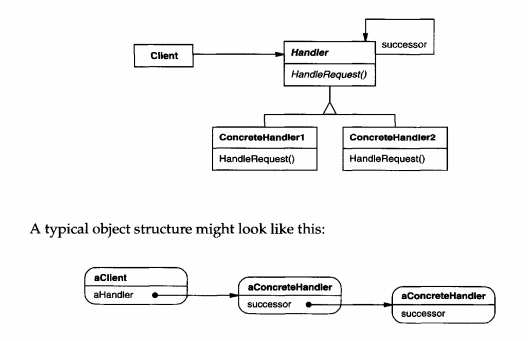 Client
Handler
successor
HandleRequest()
ConcreteHandler1
ConcreteHandler2
HandleRequest()
HandleRequest()
A typical object structure might look like this:
aClient
aHandler
aConcreteHandler
successor
aConcreteHandler
successor